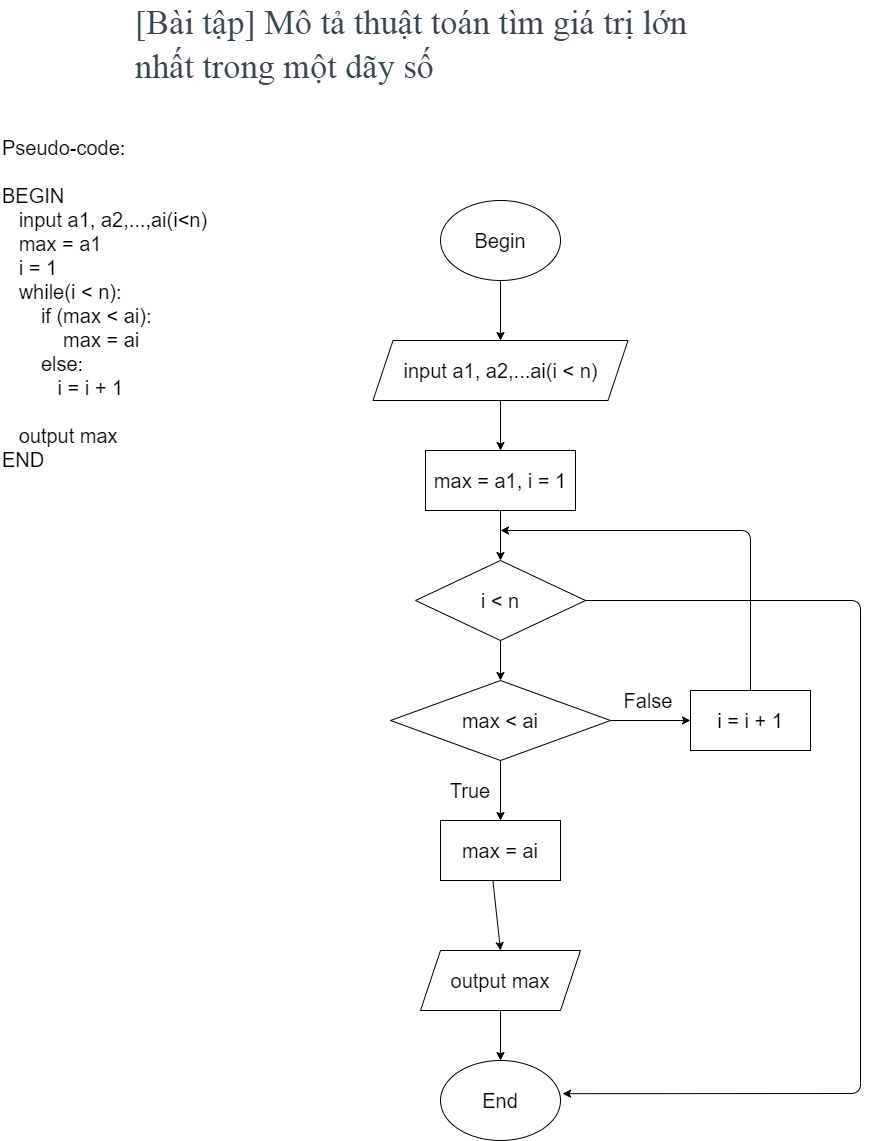 [Bài tập] Mô tả thuật toán tìm giá trị lớn
nhất trong một dãy số
Pseudo-code:
BEGIN
input a1, a2,...,ai(i<n)
max = a1
i = 1
while(i < n):
if (max < ai):
max = ai
else:
i = i + 1
output max
END
Begin
input a1, a2,...ai(i < n)
max = a1, i = 1
i < n
max < ai
False
i = i + 1
True
max = ai
output max
End